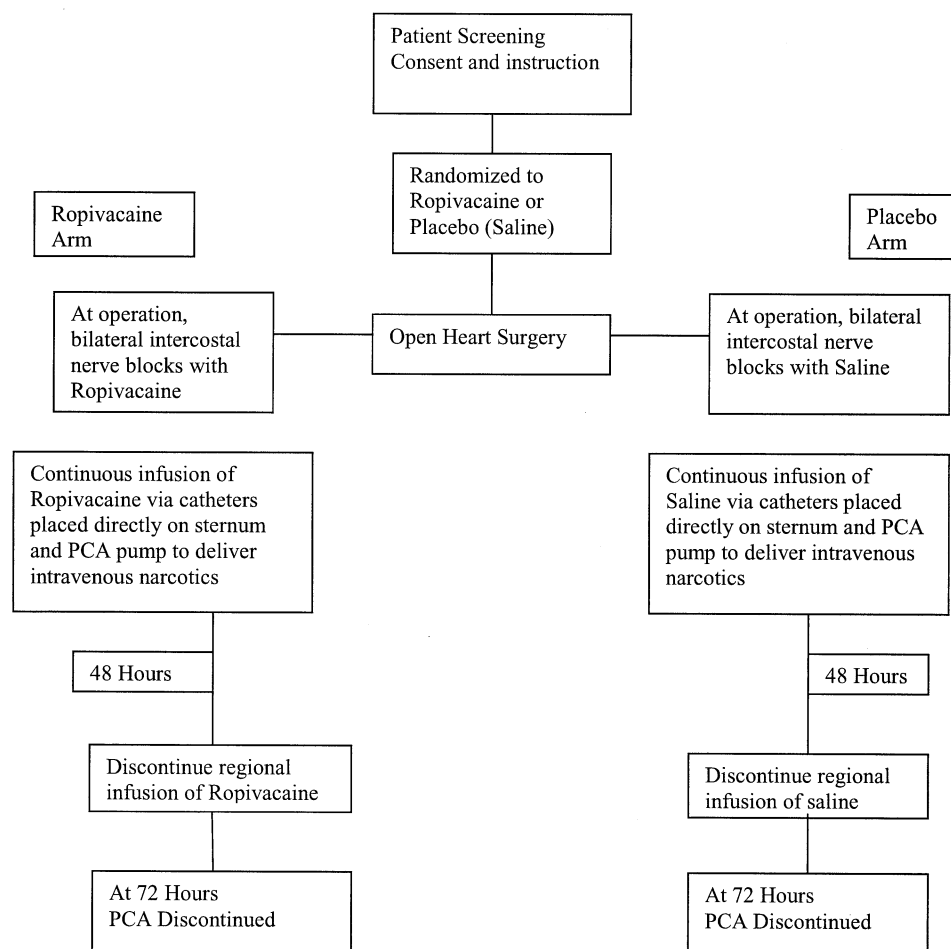 Patient Screening
Consent and instruction
Randomized to
Ropivacaine or
Placebo (Saline)
Ropivacaine
Arm
Placebo
Arm
At operation,
bilateral intercostal
nerve blocks with
Ropivacaine
Open Heart Surgery
At operation, bilateral
intercostal nerve
blocks with Saline
Continuous infusion of
Ropivacaine via catheters
placed directly on sternum
and PCA pump to deliver
intravenous narcotics
Continuous infusion of
Saline via catheters placed
directly on sternum and PCA
pump to deliver intravenous
narcotics
48 Hours
48 Hours
Discontinue regional
infusion of Ropivacaine
Discontinue regional
infusion of saline
At 72 Hours
PCA Discontinued
At 72 Hours
PCA Discontinued